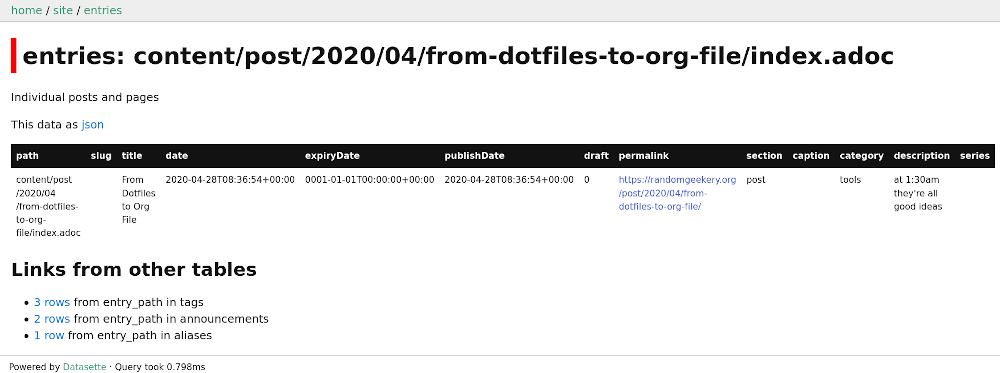 home / site / entries
entries: content/post/2020/04/from-dotfiles-to-org-file/index.adoc
Individual posts and pages
This data as json
path slug title date expiryDate publishDate draft permalink section caption category description series
content/post From 2020-04-28T08:36:54+00:00 0001-01-01T00:00:00+00:00 2020-04-28T08:36:54+00:00 0 https://randomgeekery.org post tools at 1:30am
/2020/04 Dotfiles /post/2020/04/from- they're all
/from-dotfiles- to Org dotfiles-to-org-file/ good ideas
to-org- File
file/index.adoc
Links from other tables
• 3 rows from entry_path in tags
• 2 rows from entry_path in announcements
• 1 row from entry_path in aliases
Powered by Datasette · Query took 0.798ms